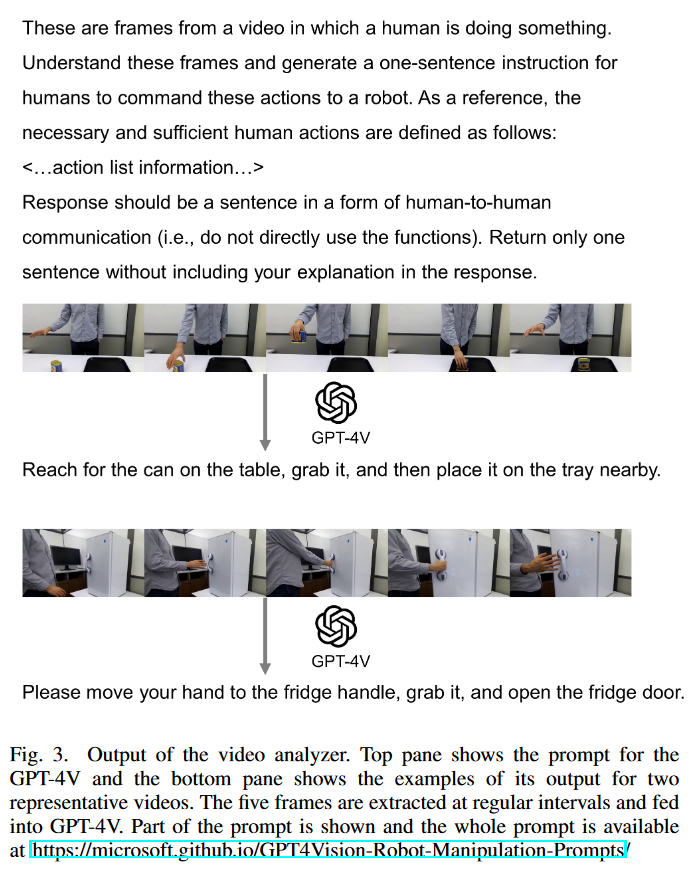 These are frames from a video in which a human is doing something.
Understand these frames and generate a one-sentence instruction for
humans to command these actions to a robot. As a reference, the
necessary and sufficient human actions are defined as follows:
<…action list information…>
Response should be a sentence in a form of human-to-human
communication (i.e., do not directly use the functions). Return only one
sentence without including your explanation in the response.
GPT-4V
Reach for the can on the table, grab it, and then place it on the tray nearby.
GPT-4V
Please move your hand to the fridge handle, grab it, and open the fridge door.
Fig. 3. Output of the video analyzer. Top pane shows the prompt for the
GPT-4V and the bottom pane shows the examples of its output for two
representative videos. The five frames are extracted at regular intervals and fed
into GPT-4V. Part of the prompt is shown and the whole prompt is available
at https://microsoft.github.io/GPT4Vision-Robot-Manipulation-Prompts/